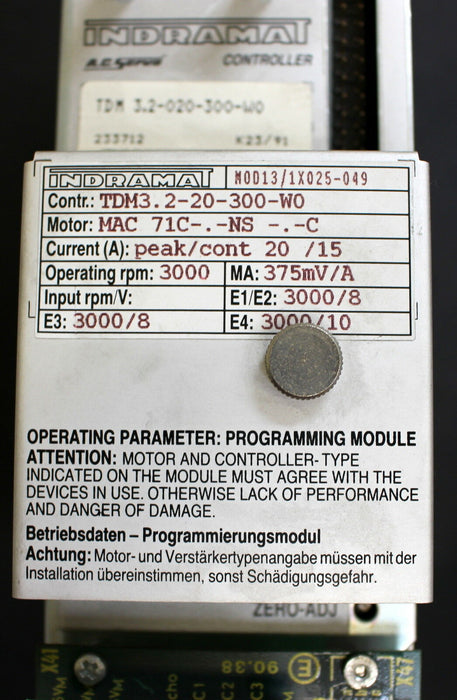 INDRAMAT
A.C. Servo CONTROLLER
TDM 3.2-020-300-W0
233712 K23/91
INDRAMAT MOD13/1X025-049
Contr.: TDM3.2-20-300-W0
Motor: MAC 71C-.-NS -.-C
Current (A): peak/cont 20 /15
Operating rpm: 3000 MA: 375mV/A
Input rpm/V: E1/E2: 3000/8
E3: 3000/8 E4: 3000/10
OPERATING PARAMETER: PROGRAMMING MODULE
ATTENTION: MOTOR AND CONTROLLER-TYPE
INDICATED ON THE MODULE MUST AGREE WITH THE
DEVICES IN USE. OTHERWISE LACK OF PERFORMANCE
AND DANGER OF DAMAGE.
Betriebsdaten – Programmierungsmodul
Achtung: Motor- und Verstärkertypenangabe müssen mit der
Installation übereinstimmen, sonst Schädigungsgefahr.
ZERO-ADJ
X41 90.38 E X47